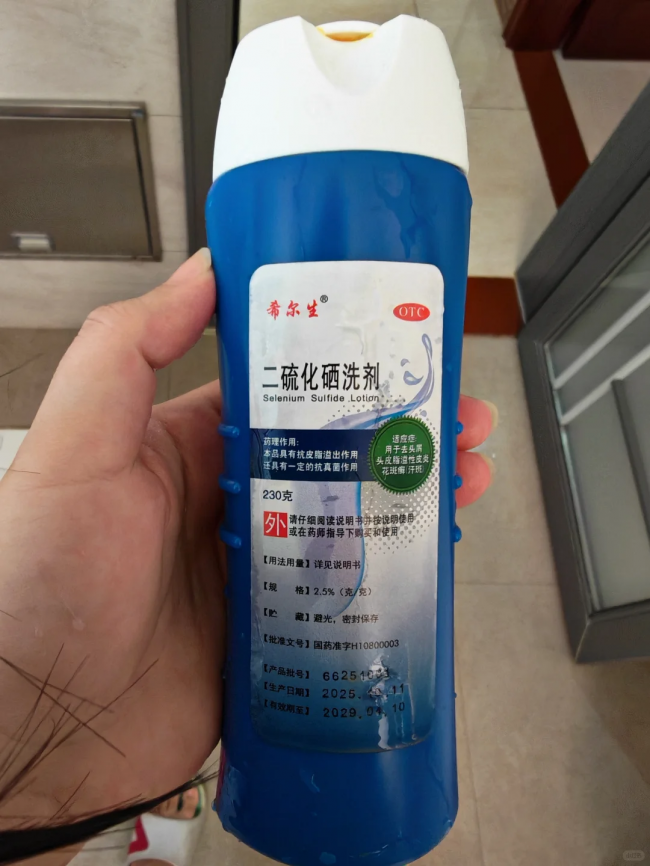 希尔生®
OTC
二硫化硒洗剂
Selenium Sulfide Lotion
药理作用：
本品具有抗皮脂溢出作用
还具有一定的抗真菌作用
适应症:
用于去头屑
头皮脂溢性皮炎
花斑癣(汗斑)
230克
外
请仔细阅读说明书并按说明使用
或在药师指导下购买和使用
【用法用量】详见说明书
【规 格】2.5%（克/克）
【贮 藏】避光，密封保存
【批准文号】国药准字H10800003
【产品批号】
【生产日期】2025. 11
【有效期至】2029. 10